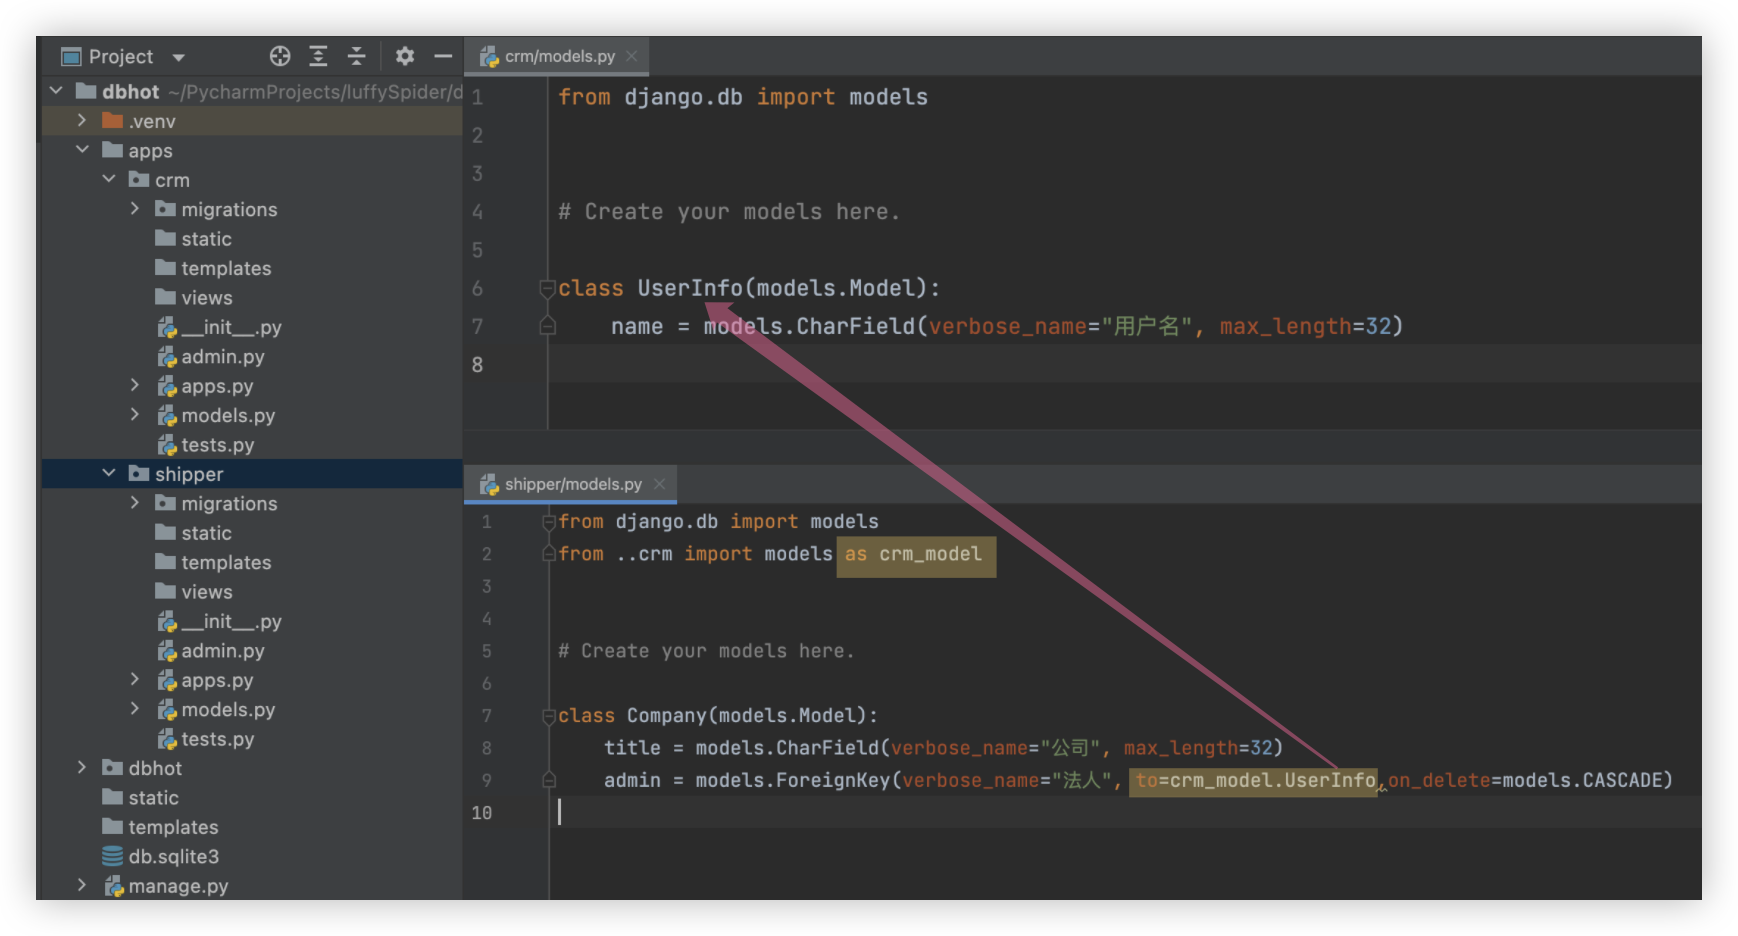 Project
dbhot ~/PycharmProjects/luffySpider/d
.venv
apps
crm
migrations
static
templates
views
__init__.py
admin.py
apps.py
models.py
tests.py
shipper
migrations
static
templates
views
__init__.py
admin.py
apps.py
models.py
tests.py
dbhot
static
templates
db.sqlite3
manage.py
crm/models.py
1 from django.db import models
2
3
4 # Create your models here.
5
6 class UserInfo(models.Model):
7 name = models.CharField(verbose_name="用户名", max_length=32)
8
shipper/models.py
1 from django.db import models
2 from ..crm import models as crm_model
3
4
5 # Create your models here.
6
7 class Company(models.Model):
8 title = models.CharField(verbose_name="公司", max_length=32)
9 admin = models.ForeignKey(verbose_name="法人", to=crm_model.UserInfo,on_delete=models.CASCADE)
10